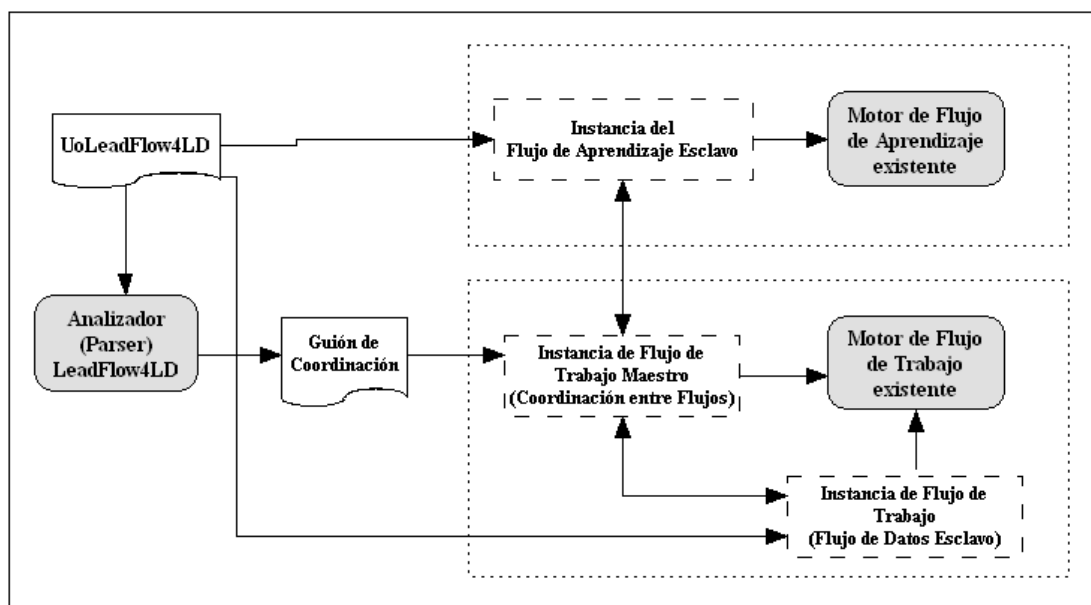 UoLeadFlow4LD
Instancia del
Flujo de Aprendizaje Esclavo
Motor de Flujo
de Aprendizaje
existente
Analizador
(Parser)
LeadFlow4LD
Guión de
Coordinación
Instancia de Flujo de
Trabajo Maestro
(Coordinación entre Flujos)
Motor de Flujo
de Trabajo
existente
Instancia de Flujo de
Trabajo
(Flujo de Datos Esclavo)